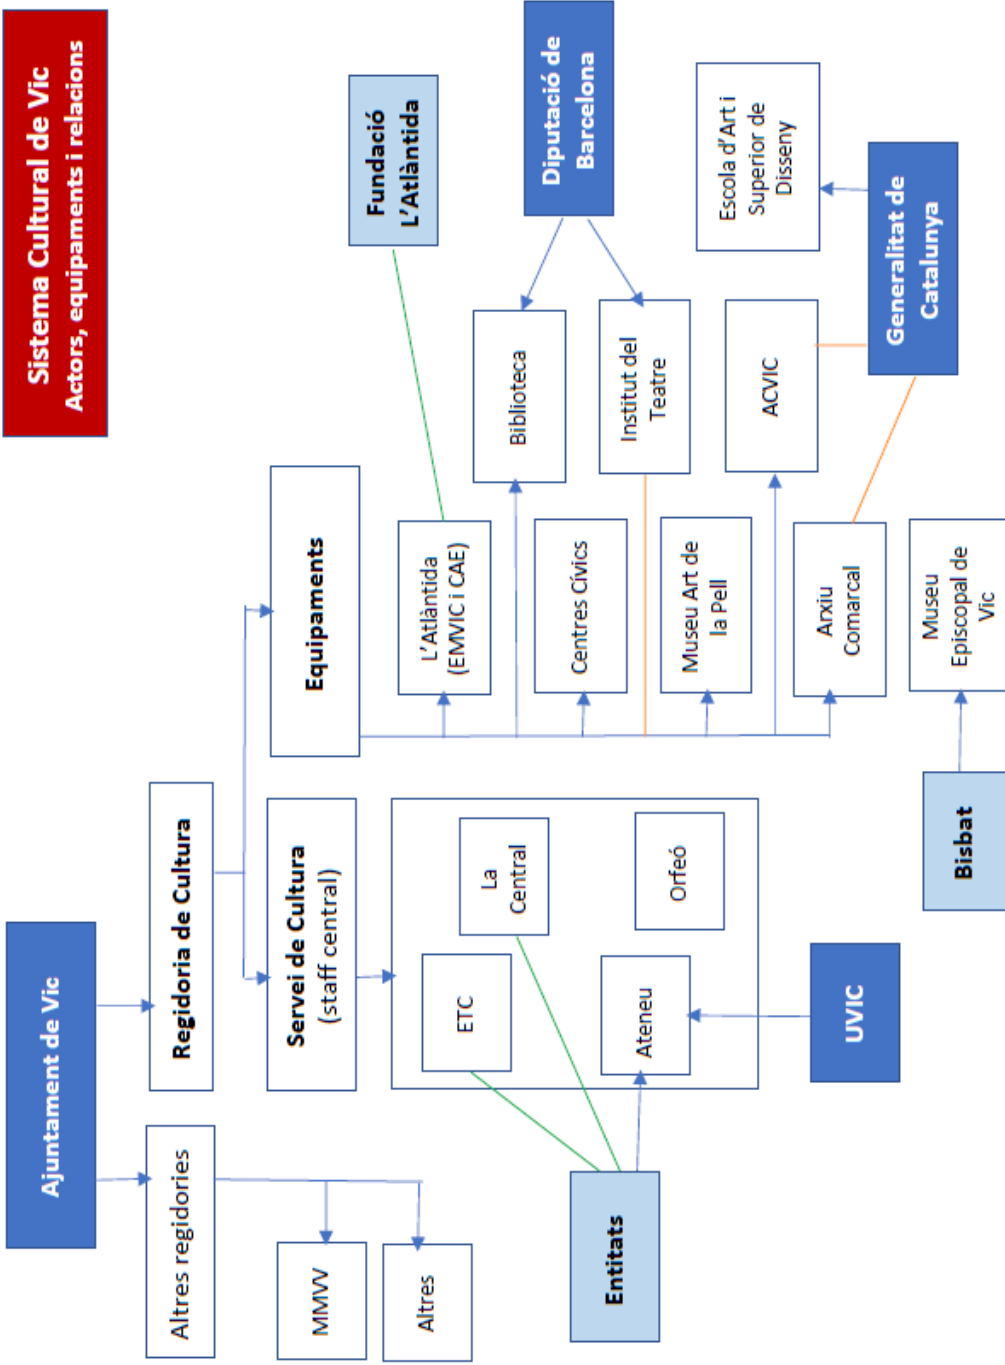 Sistema Cultural de Vic
Actors, equipaments i relacions
Ajuntament de Vic
Altres regidories
Regidoria de Cultura
MMVV
Altres
Servei de Cultura
(staff central)
Equipaments
ETC
La
Central
Ateneu
Orfeó
Entitats
UVIC
L'Atlàntida
(EMVIC i CAE)
Fundació
L'Atlàntida
Biblioteca
Centres Cívics
Institut del
Teatre
Diputació de
Barcelona
Museu Art de
la Pell
ACVIC
Escola d'Art i
Superior de
Disseny
Arxiu
Comarcal
Generalitat de
Catalunya
Bisbat
Museu
Episcopal de
Vic